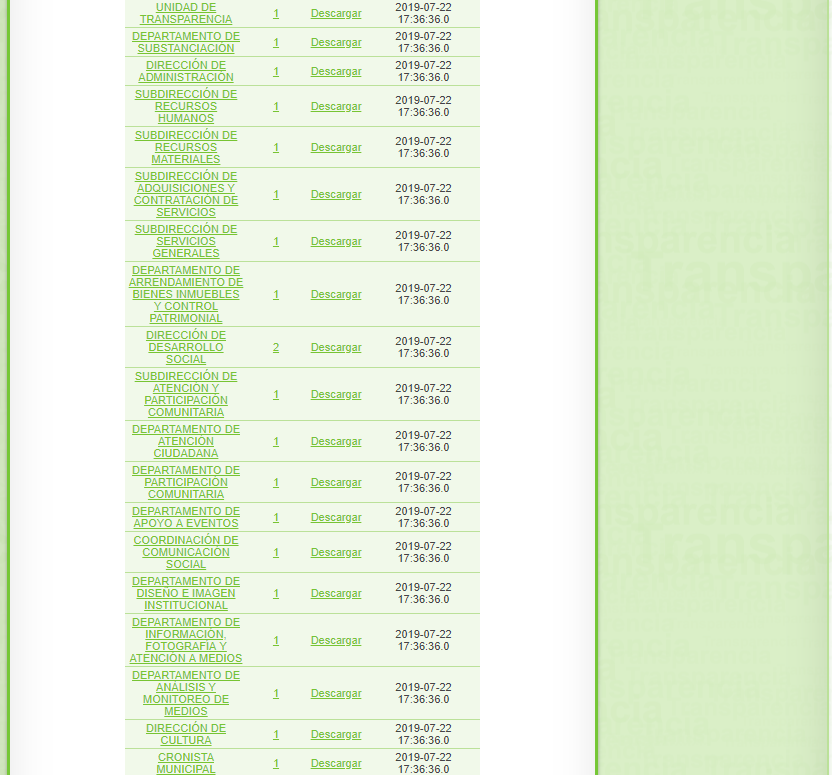 UNIDAD DE
TRANSPARENCIA
1
Descargar
2019-07-22
17:36:36.0
DEPARTAMENTO DE
SUBSTANCIACIÓN
1
Descargar
2019-07-22
17:36:36.0
DIRECCIÓN DE
ADMINISTRACIÓN
1
Descargar
2019-07-22
17:36:36.0
SUBDIRECCIÓN DE
RECURSOS
HUMANOS
1
Descargar
2019-07-22
17:36:36.0
SUBDIRECCIÓN DE
RECURSOS
MATERIALES
1
Descargar
2019-07-22
17:36:36.0
SUBDIRECCIÓN DE
ADQUISICIONES Y
CONTRATACIÓN DE
SERVICIOS
1
Descargar
2019-07-22
17:36:36.0
SUBDIRECCIÓN DE
SERVICIOS
GENERALES
1
Descargar
2019-07-22
17:36:36.0
DEPARTAMENTO DE
ARRENDAMIENTO DE
BIENES INMUEBLES
Y CONTROL
PATRIMONIAL
1
Descargar
2019-07-22
17:36:36.0
DIRECCIÓN DE
DESARROLLO
SOCIAL
2
Descargar
2019-07-22
17:36:36.0
SUBDIRECCIÓN DE
ATENCIÓN Y
PARTICIPACIÓN
COMUNITARIA
1
Descargar
2019-07-22
17:36:36.0
DEPARTAMENTO DE
ATENCIÓN
CIUDADANA
1
Descargar
2019-07-22
17:36:36.0
DEPARTAMENTO DE
PARTICIPACIÓN
COMUNITARIA
1
Descargar
2019-07-22
17:36:36.0
DEPARTAMENTO DE
APOYO A EVENTOS
1
Descargar
2019-07-22
17:36:36.0
COORDINACIÓN DE
COMUNICACIÓN
SOCIAL
1
Descargar
2019-07-22
17:36:36.0
DEPARTAMENTO DE
DISEÑO E IMAGEN
INSTITUCIONAL
1
Descargar
2019-07-22
17:36:36.0
DEPARTAMENTO DE
INFORMACIÓN,
FOTOGRAFÍA Y
ATENCIÓN A MEDIOS
1
Descargar
2019-07-22
17:36:36.0
DEPARTAMENTO DE
ANÁLISIS Y
MONITOREO DE
MEDIOS
1
Descargar
2019-07-22
17:36:36.0
DIRECCIÓN DE
CULTURA
1
Descargar
2019-07-22
17:36:36.0
CRONISTA
MUNICIPAL
1
Descargar
2019-07-22
17:36:36.0